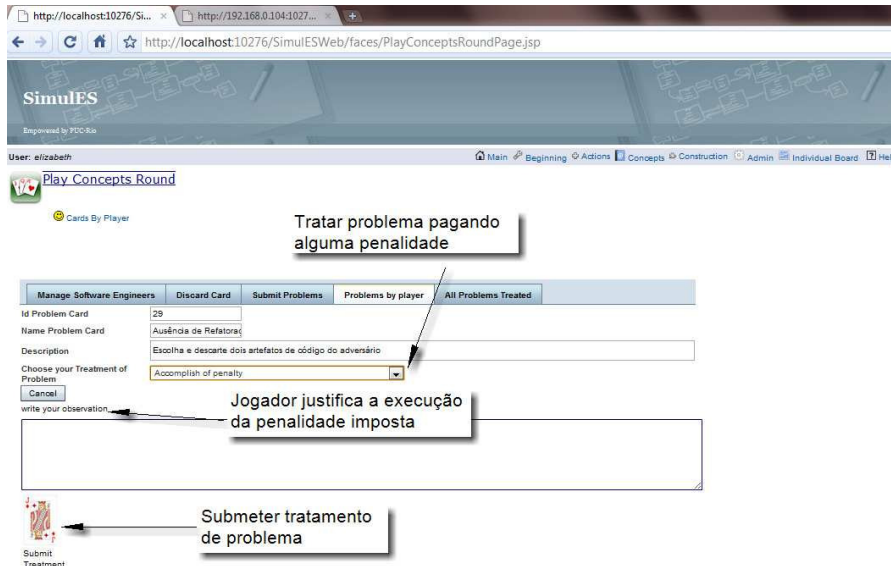 http://localhost:10276/Si...
http://192.168.0.104:1027...
http://localhost:10276/SimulESWeb/faces/PlayConceptsRoundPage.jsp
SimulES
Empowered by PUC-Rio
User: elizabeth
Main Beginning Actions Concepts Construction Admin Individual Board Hel
Play Concepts Round
Cards By Player
Tratar problema pagando
alguma penalidade
Manage Software Engineers Discard Card Submit Problems Problems by player All Problems Treated
Id Problem Card 29
Name Problem Card Ausência de Refatoraç
Description Escolha e descarte dois artefatos de código do adversário
Choose your Treatment of
Problem
Accomplish of penalty
Cancel
write your observation
Jogador justifica a execução
da penalidade imposta
Submeter tratamento
de problema
Submit
Treatment